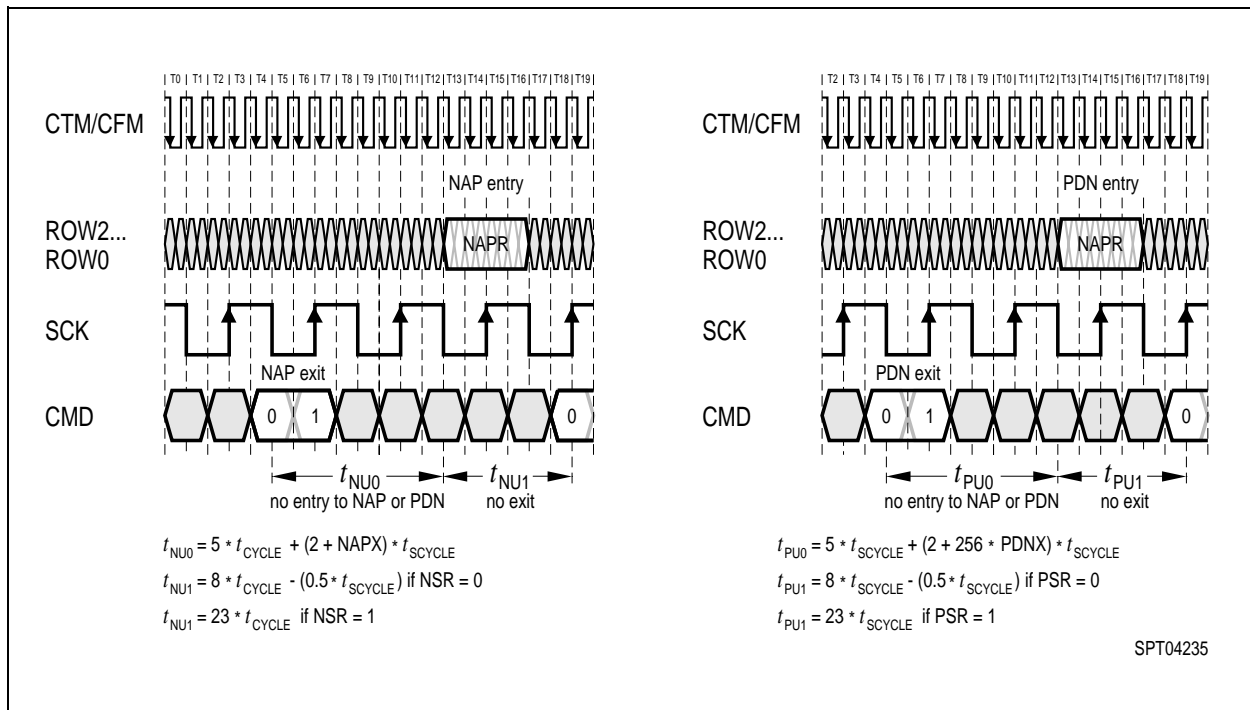 T0 T1 T2 T3 T4 T5 T6 T7 T8 T9 T10 T11 T12 T13 T14 T15 T16 T17 T18 T19
CTM/CFM
NAP entry
ROW2...
ROW0
NAPR
SCK
NAP exit
CMD
0 1 0
tNU0 tNU1
no entry to NAP or PDN no exit
tNU0 = 5 * tCYCLE + (2 + NAPX) * tSCYCLE
tNU1 = 8 * tCYCLE - (0.5 * tSCYCLE) if NSR = 0
tNU1 = 23 * tCYCLE if NSR = 1
T2 T3 T4 T5 T6 T7 T8 T9 T10 T11 T12 T13 T14 T15 T16 T17 T18 T19
CTM/CFM
PDN entry
ROW2...
ROW0
NAPR
SCK
PDN exit
CMD
0 1 0
tPU0 tPU1
no entry to NAP or PDN no exit
tPU0 = 5 * tSCYCLE + (2 + 256 * PDNX) * tSCYCLE
tPU1 = 8 * tSCYCLE - (0.5 * tSCYCLE) if PSR = 0
tPU1 = 23 * tSCYCLE if PSR = 1
SPT04235